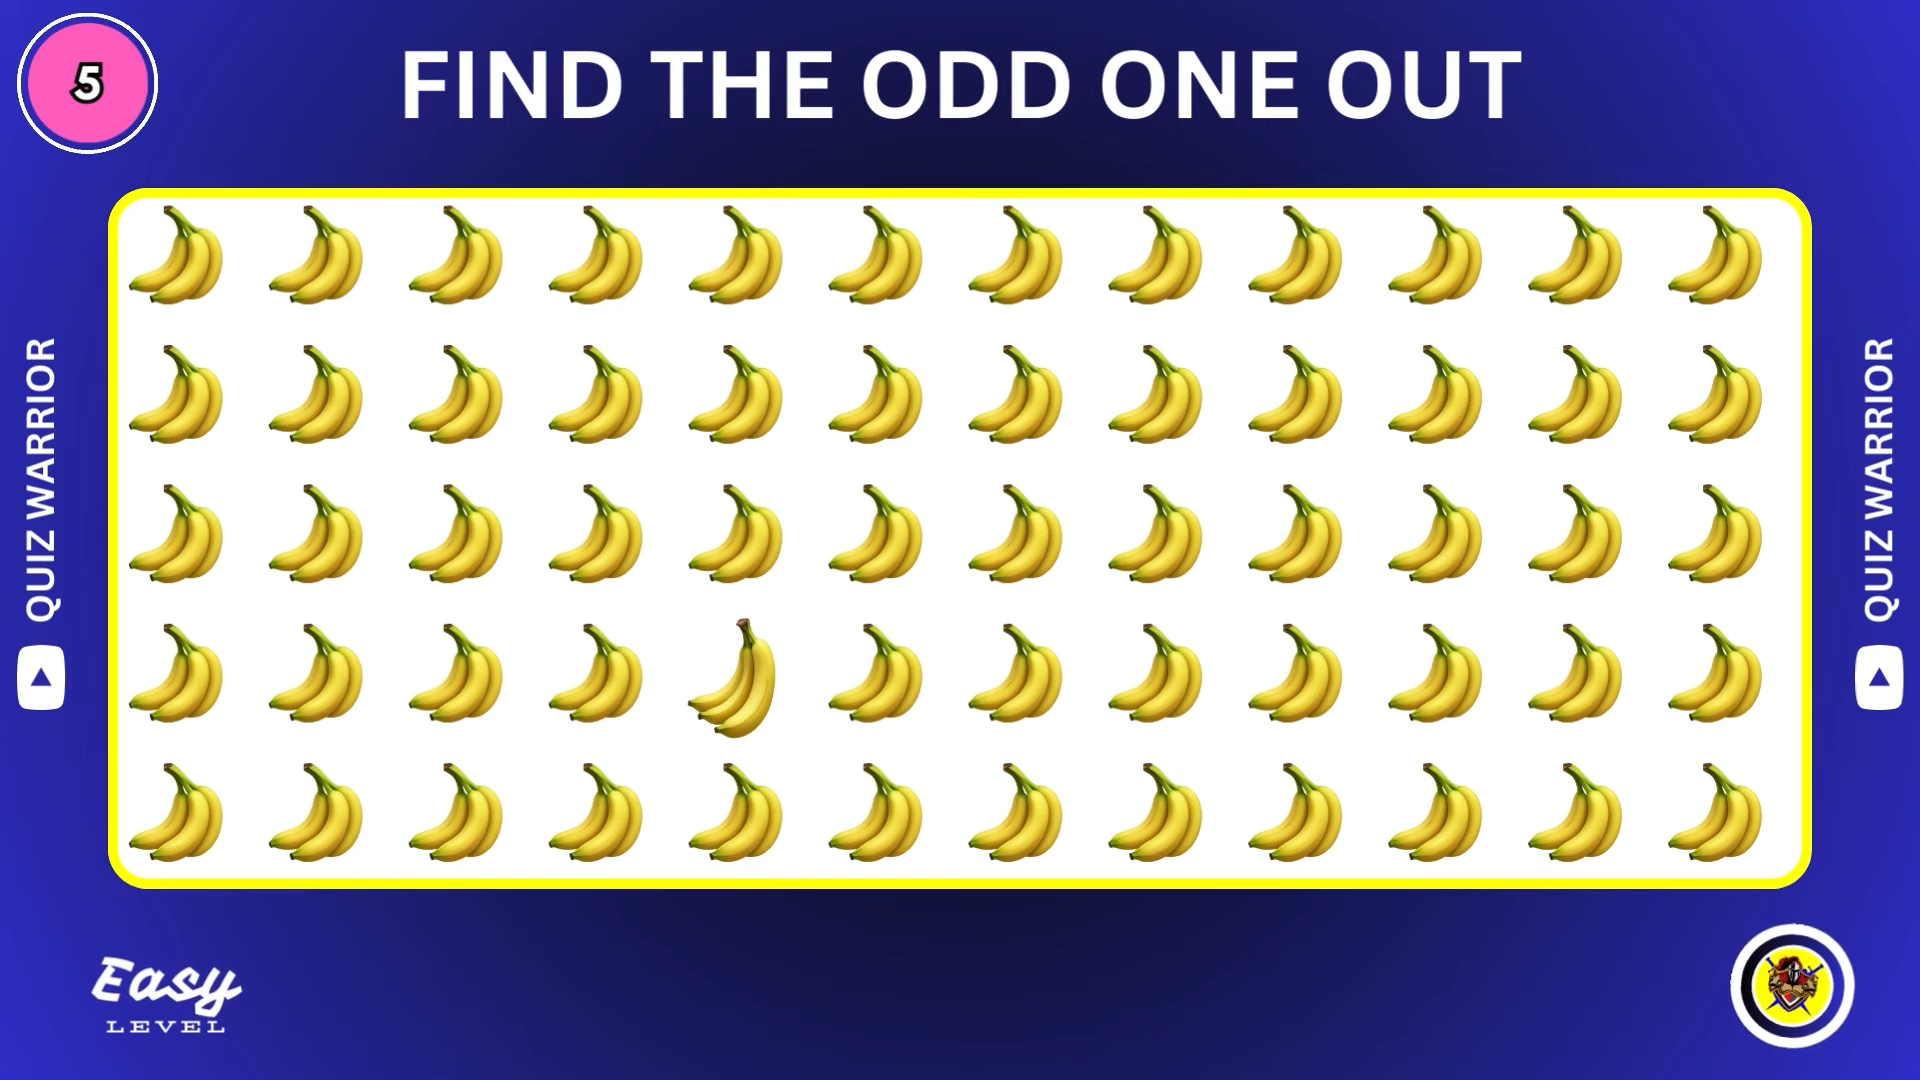 5
FIND THE ODD ONE OUT
QUIZ WARRIOR
QUIZ WARRIOR
Easy
LEVEL